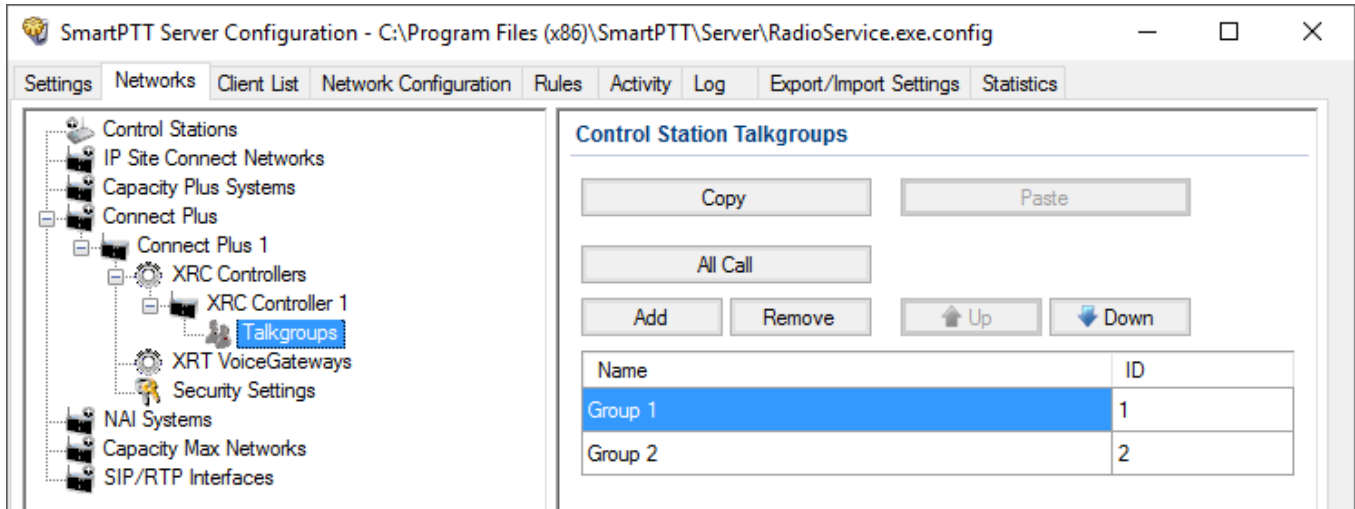 SmartPTT Server Configuration - C:\Program Files (x86)\SmartPTT\Server\RadioService.exe.config
Settings Networks Client List Network Configuration Rules Activity Log Export/Import Settings Statistics
Control Stations
IP Site Connect Networks
Capacity Plus Systems
Connect Plus
Connect Plus 1
XRC Controllers
XRC Controller 1
Talkgroups
XRT VoiceGateways
Security Settings
NAI Systems
Capacity Max Networks
SIP/RTP Interfaces
Control Station Talkgroups
Copy Paste
All Call
Add Remove Up Down
Name ID
Group 1 1
Group 2 2